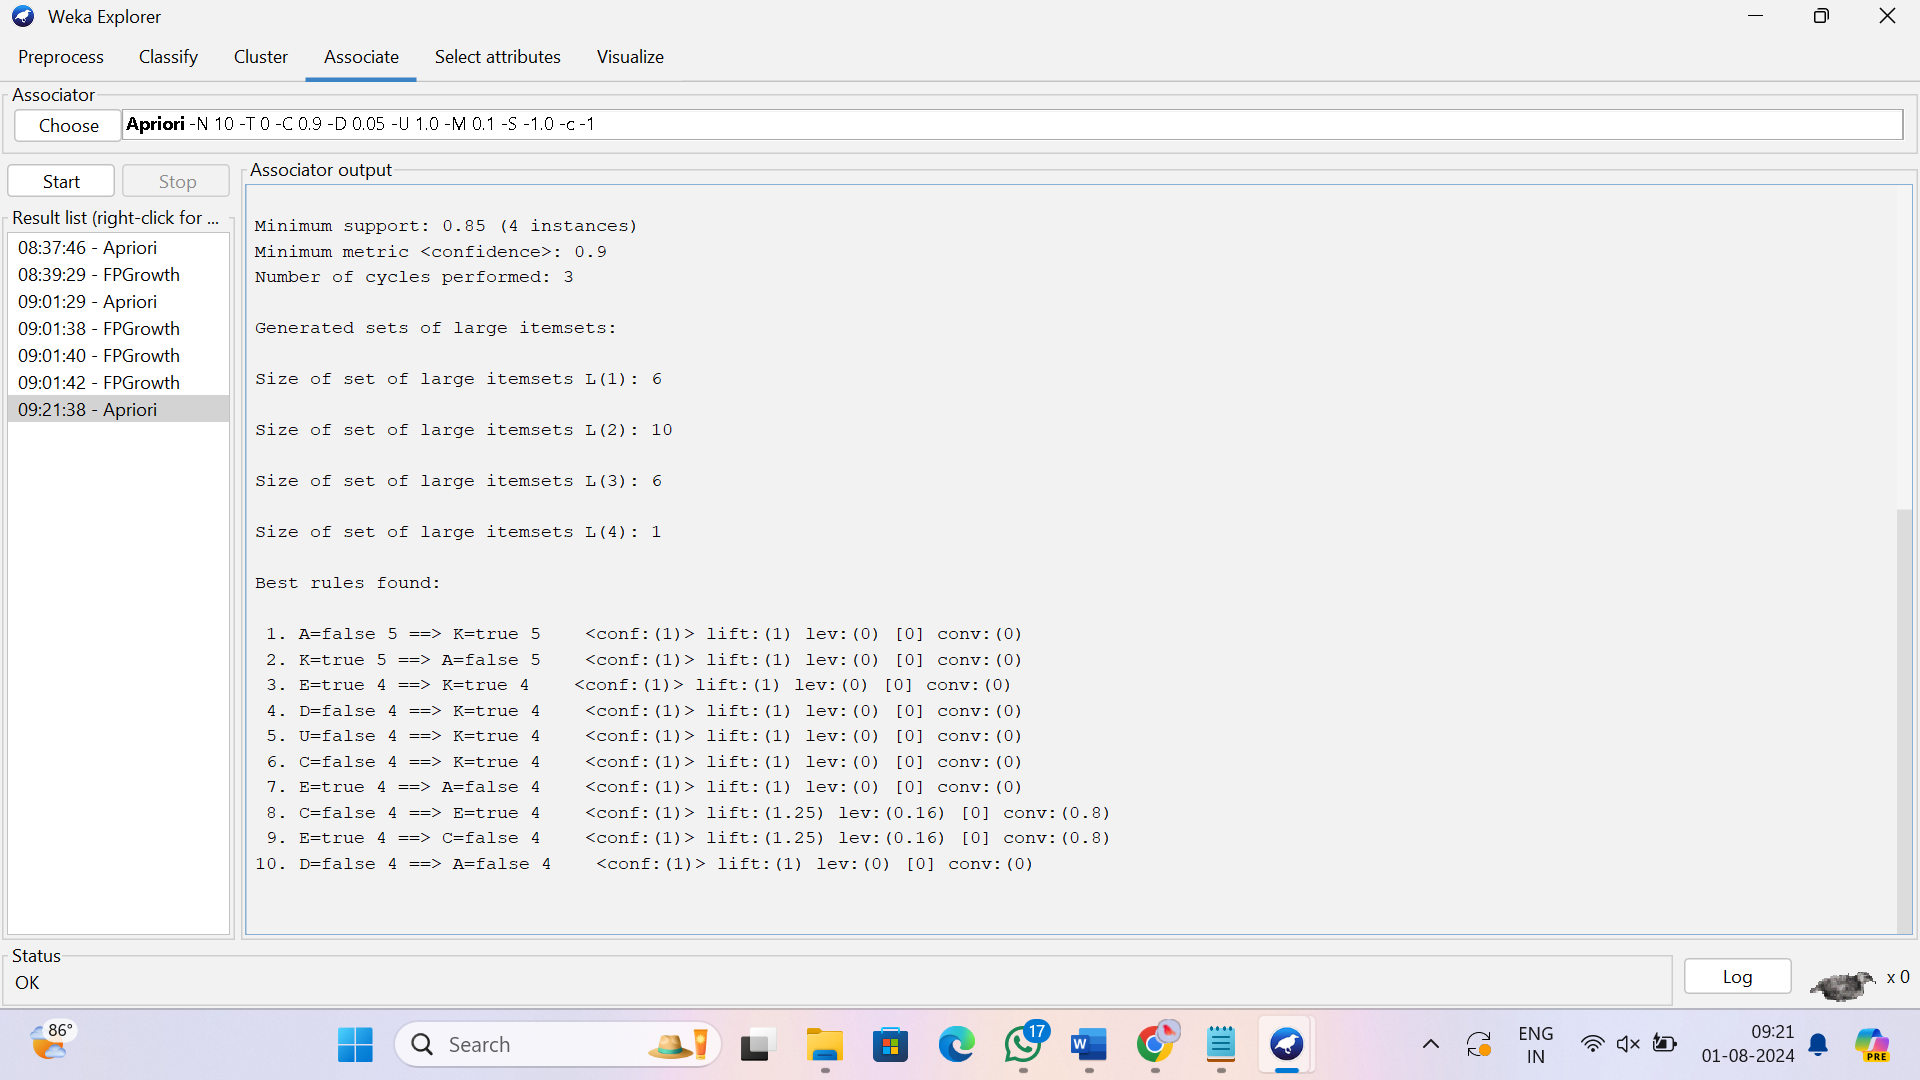 Weka Explorer
Preprocess Classify Cluster Associate Select attributes Visualize
Associator
Choose Apriori -N 10 -T 0 -C 0.9 -D 0.05 -U 1.0 -M 0.1 -S -1.0 -c -1
Start Stop
Result list (right-click for ...
08:37:46 - Apriori
08:39:29 - FPGrowth
09:01:29 - Apriori
09:01:38 - FPGrowth
09:01:40 - FPGrowth
09:01:42 - FPGrowth
09:21:38 - Apriori
Associator output
Minimum support: 0.85 (4 instances)
Minimum metric <confidence>: 0.9
Number of cycles performed: 3
Generated sets of large itemsets:
Size of set of large itemsets L(1): 6
Size of set of large itemsets L(2): 10
Size of set of large itemsets L(3): 6
Size of set of large itemsets L(4): 1
Best rules found:
1. A=false 5 ==> K=true 5    <conf:(1)> lift:(1) lev:(0) [0] conv:(0)
2. K=true 5 ==> A=false 5    <conf:(1)> lift:(1) lev:(0) [0] conv:(0)
3. E=true 4 ==> K=true 4    <conf:(1)> lift:(1) lev:(0) [0] conv:(0)
4. D=false 4 ==> K=true 4    <conf:(1)> lift:(1) lev:(0) [0] conv:(0)
5. U=false 4 ==> K=true 4    <conf:(1)> lift:(1) lev:(0) [0] conv:(0)
6. C=false 4 ==> K=true 4    <conf:(1)> lift:(1) lev:(0) [0] conv:(0)
7. E=true 4 ==> A=false 4    <conf:(1)> lift:(1) lev:(0) [0] conv:(0)
8. C=false 4 ==> E=true 4    <conf:(1)> lift:(1.25) lev:(0.16) [0] conv:(0.8)
9. E=true 4 ==> C=false 4    <conf:(1)> lift:(1.25) lev:(0.16) [0] conv:(0.8)
10. D=false 4 ==> A=false 4    <conf:(1)> lift:(1) lev:(0) [0] conv:(0)
Status
OK
Log
x 0
86°
Search
17
W
ENG
IN
09:21
01-08-2024
PRE